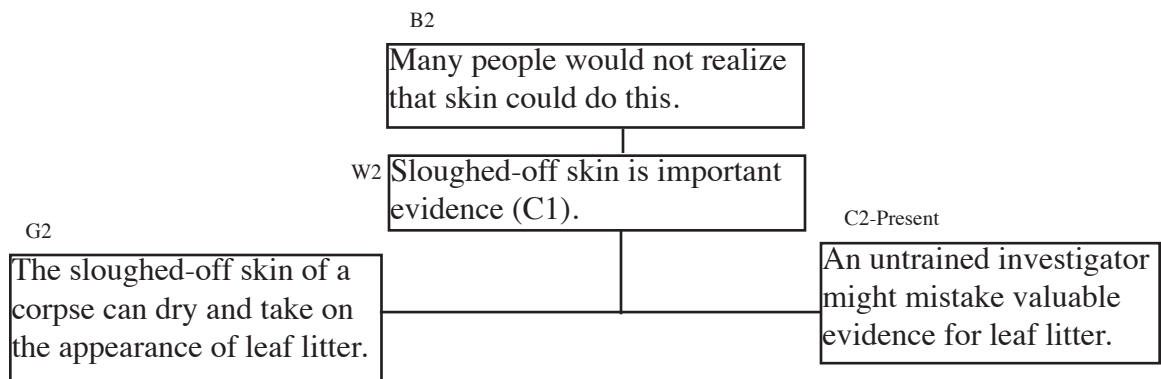 B2
Many people would not realize
that skin could do this.
W2
Sloughed-off skin is important
evidence (C1).
G2
The sloughed-off skin of a
corpse can dry and take on
the appearance of leaf litter.
C2-Present
An untrained investigator
might mistake valuable
evidence for leaf litter.